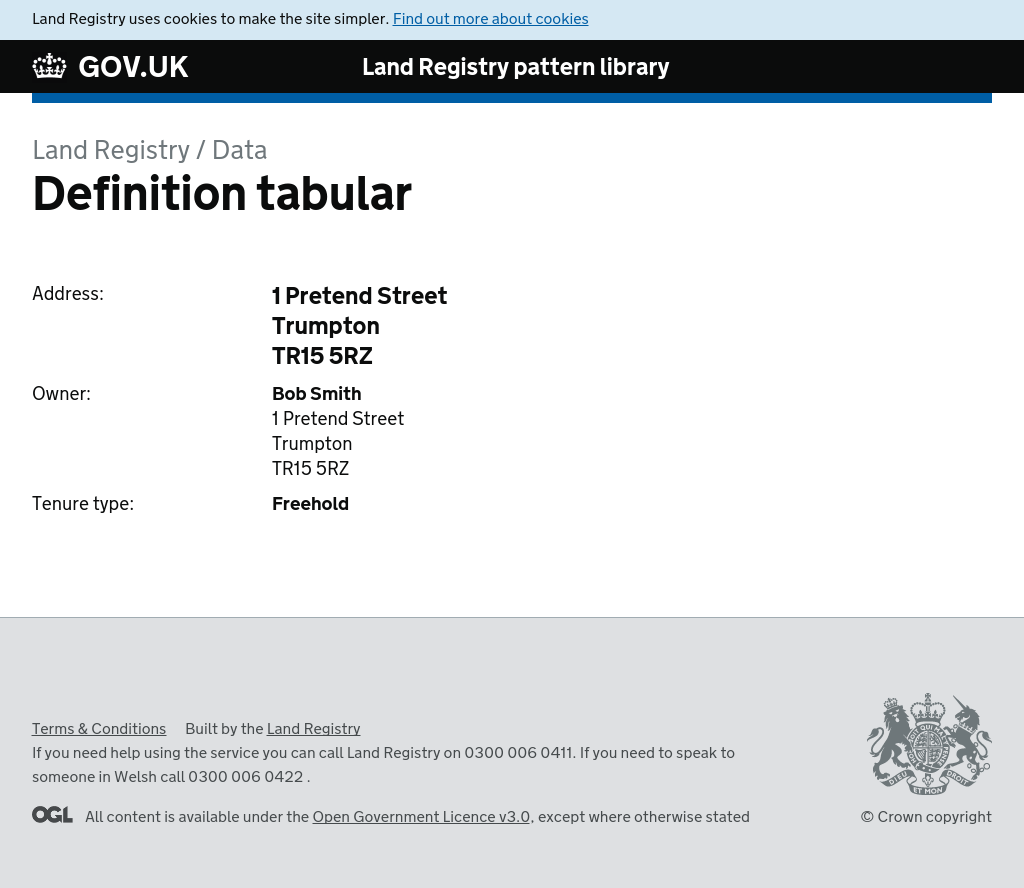 Land Registry uses cookies to make the site simpler. Find out more about cookies
GOV.UK
Land Registry pattern library
Land Registry / Data
Definition tabular
Address:
1 Pretend Street
Trumpton
TR15 5RZ
Owner:
Bob Smith
1 Pretend Street
Trumpton
TR15 5RZ
Tenure type:
Freehold
Terms & Conditions Built by the Land Registry
If you need help using the service you can call Land Registry on 0300 006 0411. If you need to speak to
someone in Welsh call 0300 006 0422 .
DIEU ET MON DROIT
OGL All content is available under the Open Government Licence v3.0, except where otherwise stated
© Crown copyright